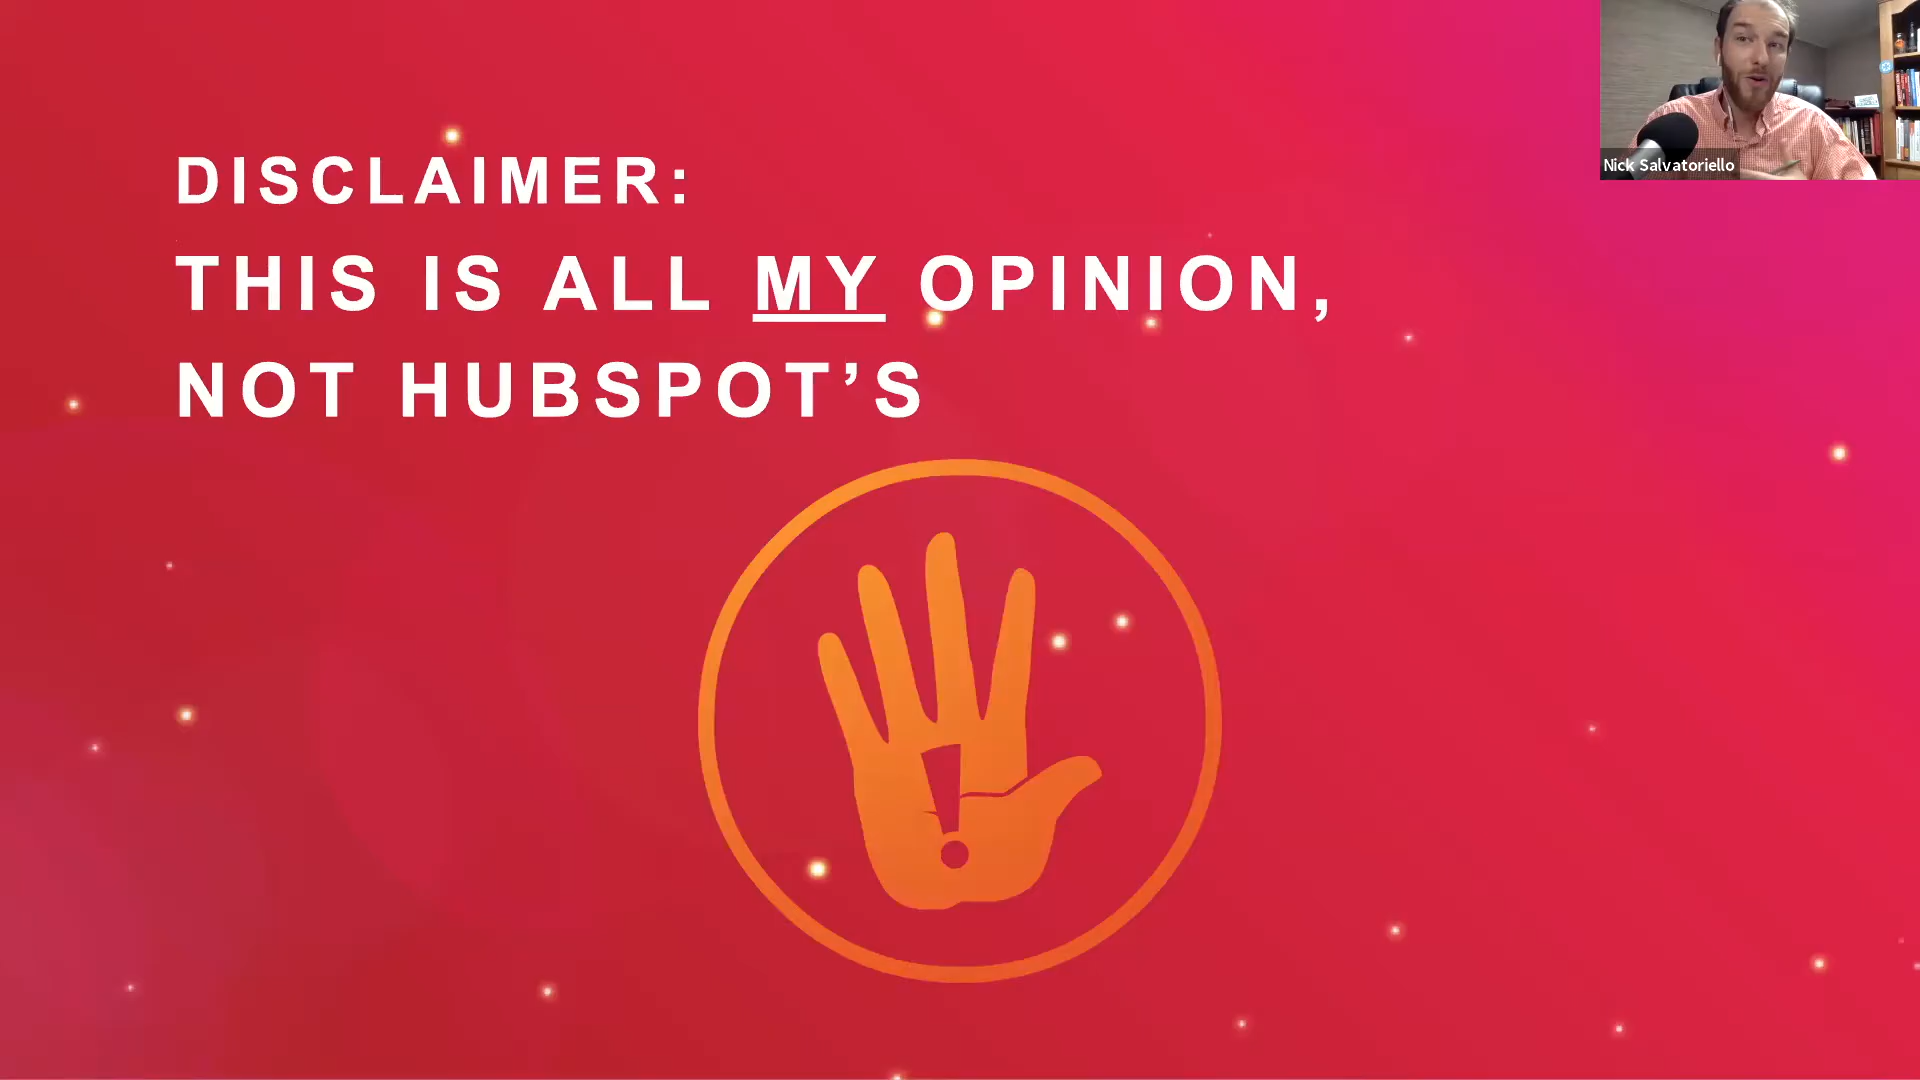 DISCLAIMER:
THIS IS ALL MY OPINION,
NOT HUBSPOT’S
Nick Salvatoriello